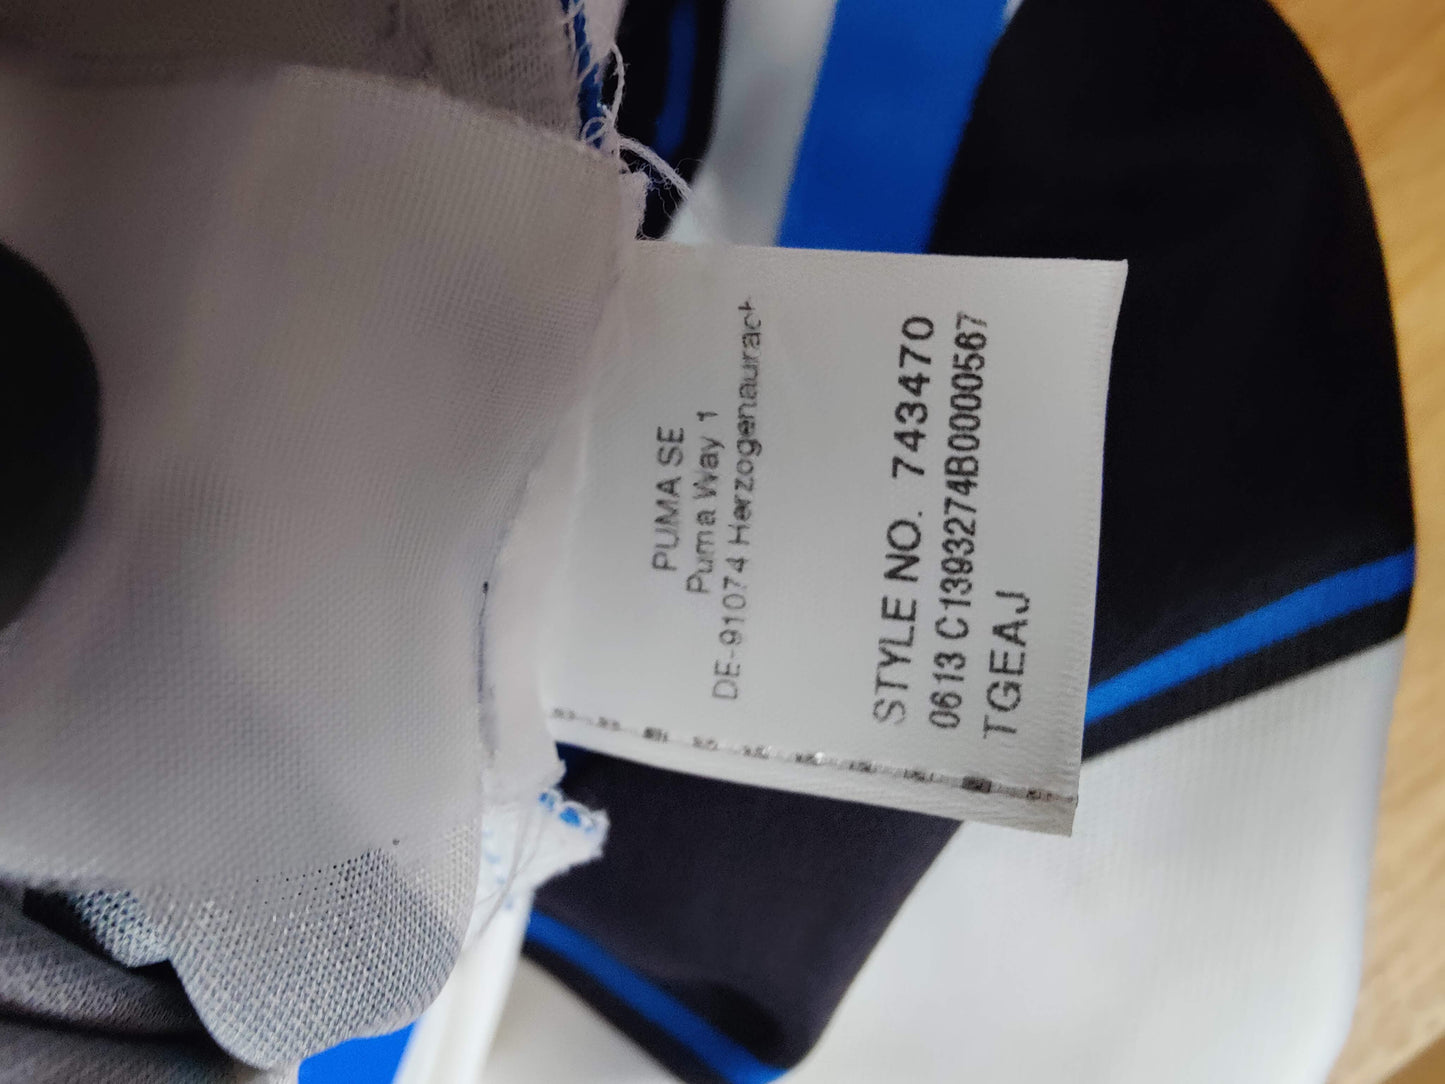 PUMA SE
Puma Way 1
DE-91074 Herzogenaurach
STYLE NO. 743470
0613 C1393274B0000567
TGEAJ